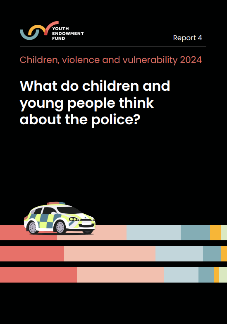 YOUTH
ENDOWMENT
FUND
Report 4
Children, violence and vulnerability 2024
What do children and
young people think
about the police?